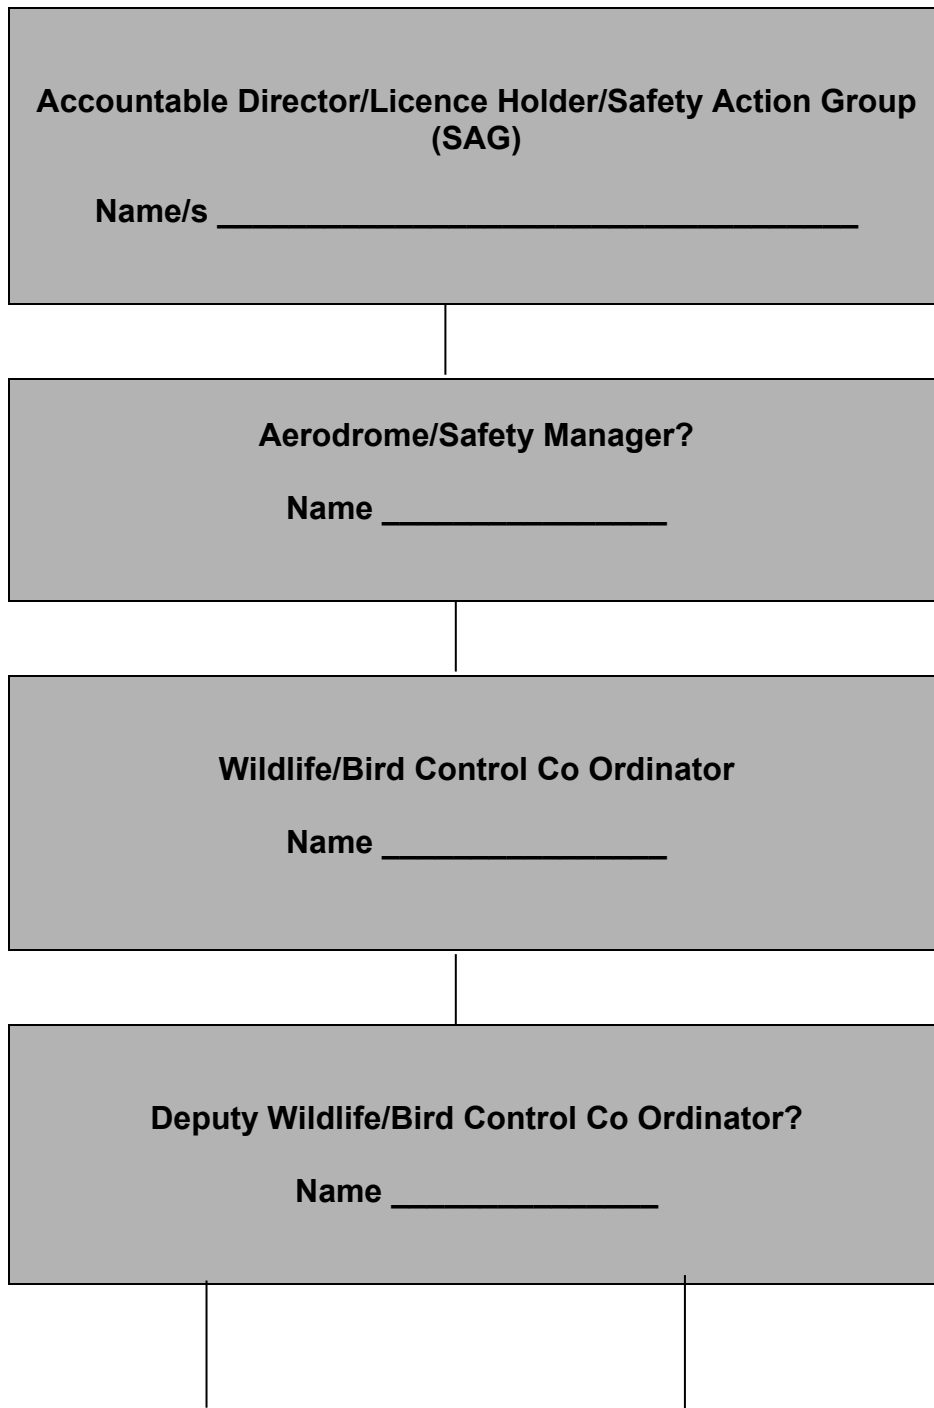 Accountable Director/Licence Holder/Safety Action Group
(SAG)
Name/s ____________________________________
Aerodrome/Safety Manager?
Name ________________
Wildlife/Bird Control Co Ordinator
Name ________________
Deputy Wildlife/Bird Control Co Ordinator?
Name _______________